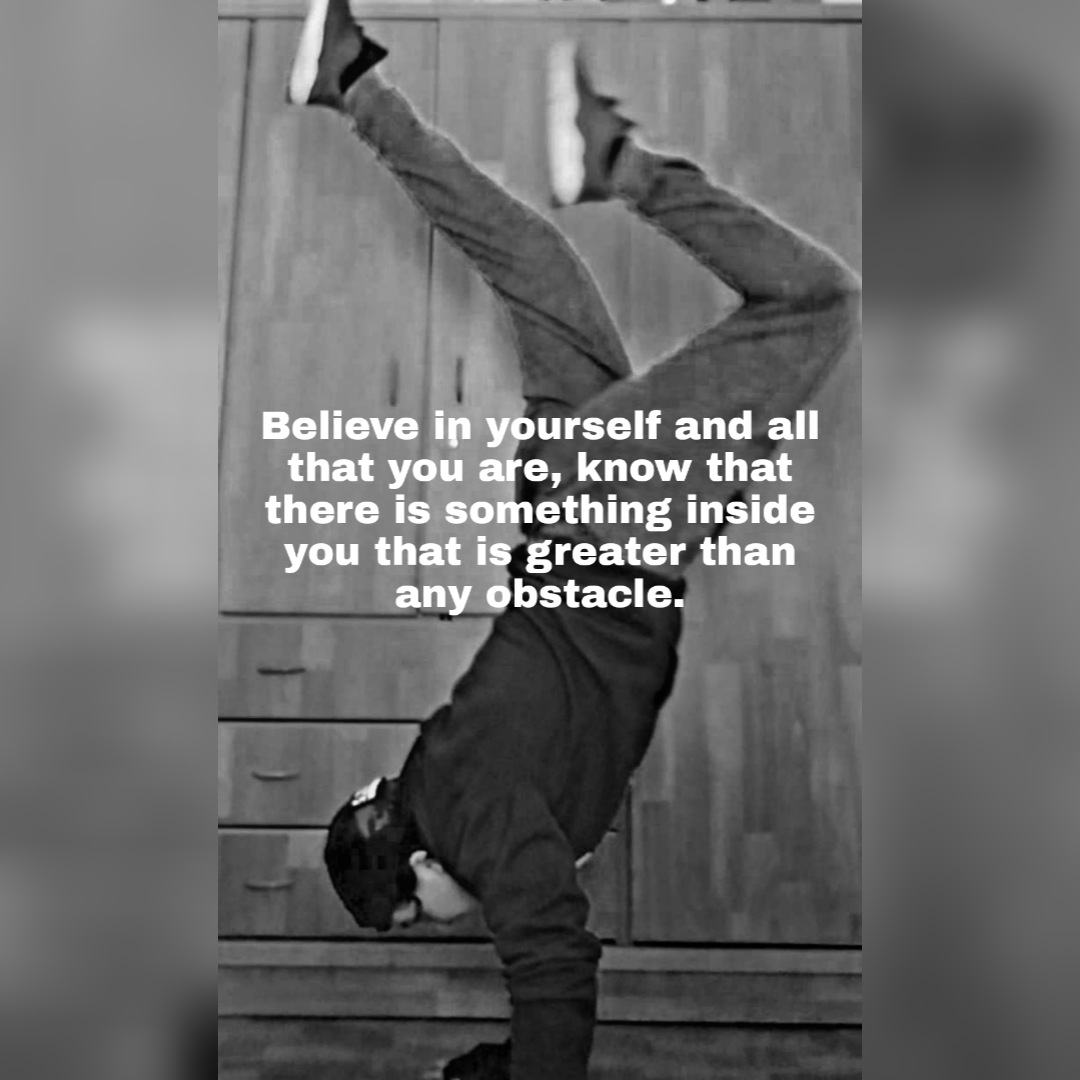 Believe in yourself and all
that you are, know that
there is something inside
you that is greater than
any obstacle.